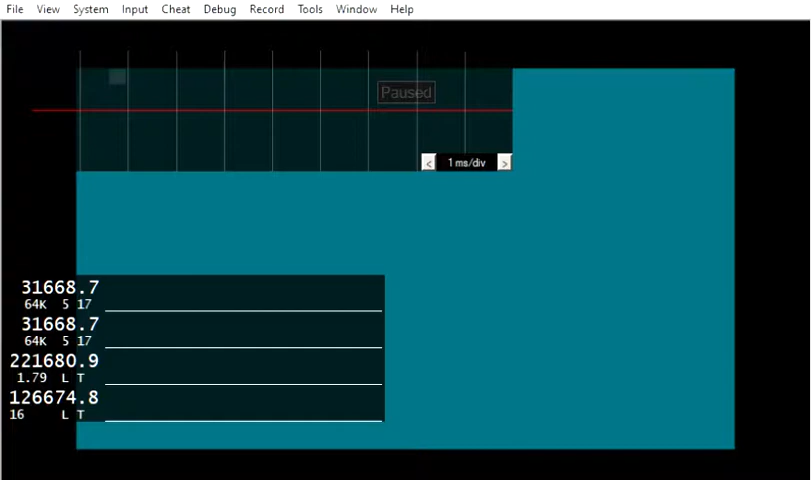 File View System Input Cheat Debug Record Tools Window Help
Paused
< 1 ms/div >
31668.7
64K 5 17
31668.7
64K 5 17
221680.9
1.79 L T
126674.8
16 L T